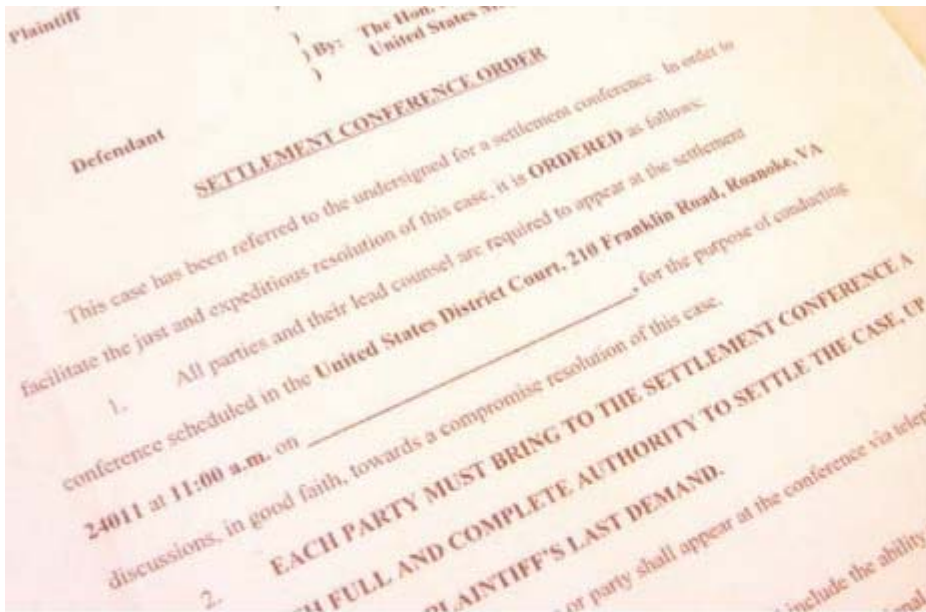 Plaintiff
)
) By: The Hon.
) United States
Defendant
SETTLEMENT CONFERENCE ORDER
This case has been referred to the undersigned for a settlement conference. In order to
facilitate the just and expeditious resolution of this case, it is ORDERED as follows:
1. All parties and their lead counsel are required to appear at the settlement
conference scheduled in the United States District Court, 210 Franklin Road, Roanoke, VA
24011 at 11:00 a.m. on ____________________, for the purpose of conducting
discussions, in good faith, towards a compromise resolution of this case.
2. EACH PARTY MUST BRING TO THE SETTLEMENT CONFERENCE A
FULL AND COMPLETE AUTHORITY TO SETTLE THE CASE, UP
PLAINTIFF'S LAST DEMAND.
or party shall appear at the conference via
include the ability